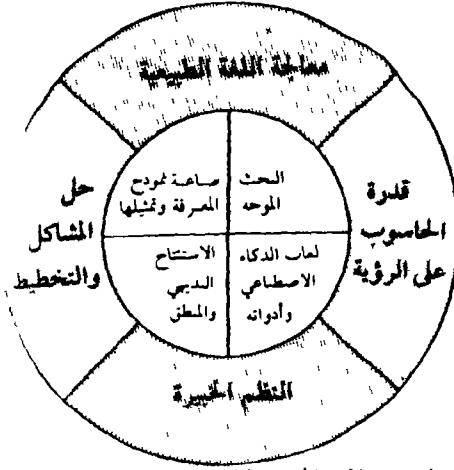 معالجة اللغة الطبيعية
قدرة
الحاسوب
على الرؤية
البحث
الموجه
صياغة نموذج
المعرفة وتمثيلها
حل
المشاكل
والتخطيط
لغات الذكاء
الاصطناعي
وأدواته
الاستنتاج
البديهي
والمنطق
النظم الخبيرة